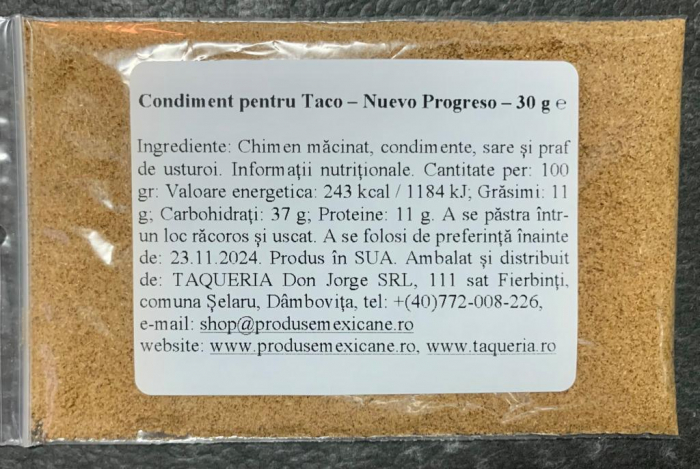 Condiment pentru Taco – Nuevo Progreso – 30 g ℮
Ingrediente: Chimen măcinat, condimente, sare și praf
de usturoi. Informații nutriționale. Cantitate per: 100
gr: Valoare energetica: 243 kcal / 1184 kJ; Grăsimi: 11
g; Carbohidrați: 37 g; Proteine: 11 g. A se păstra într-
un loc răcoros și uscat. A se folosi de preferință înainte
de: 23.11.2024. Produs în SUA. Ambalat și distribuit
de: TAQUERIA Don Jorge SRL, 111 sat Fierbinți,
comuna Șelaru, Dâmbovița, tel: +(40)772-008-226,
e-mail: shop@produsemexicane.ro
website: www.produsemexicane.ro, www.taqueria.ro